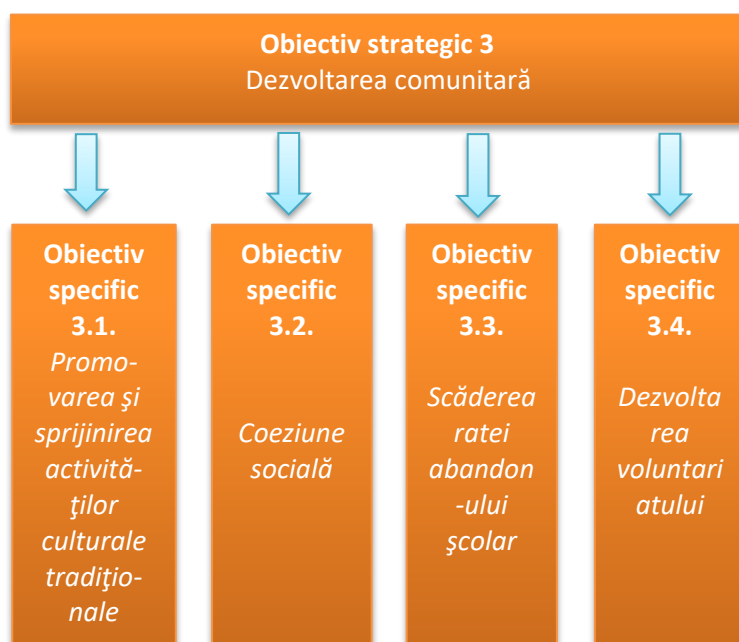 Obiectiv strategic 3
Dezvoltarea comunitară
Obiectiv
specific
3.1.
Promo-
varea şi
sprijinirea
activită-
ţilor
culturale
tradiţio-
nale
Obiectiv
specific
3.2.
Coeziune
socială
Obiectiv
specific
3.3.
Scăderea
ratei
abandon
-ului
şcolar
Obiectiv
specific
3.4.
Dezvolta
rea
voluntari
atului